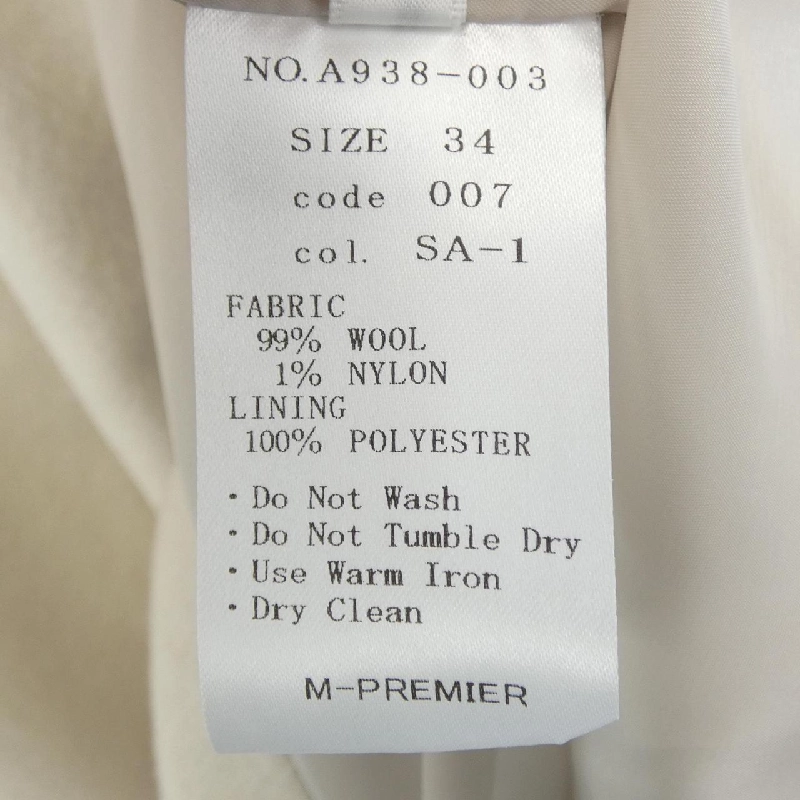 NO. A938-003
SIZE 34
code 007
col. SA-1
FABRIC
99% WOOL
1% NYLON
LINING
100% POLYESTER
・Do Not Wash
・Do Not Tumble Dry
・Use Warm Iron
・Dry Clean
M-PREMIER